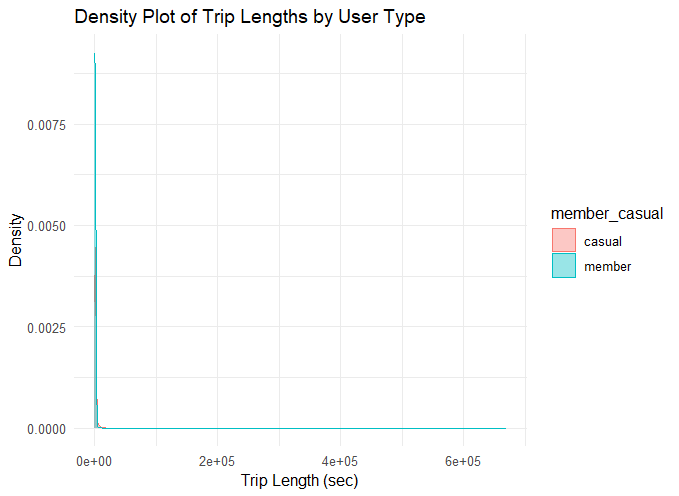 Density Plot of Trip Lengths by User Type
0.0075
0.0050
0.0025
0.0000
Density
0e+00 2e+05 4e+05 6e+05
Trip Length (sec)
member_casual
casual
member